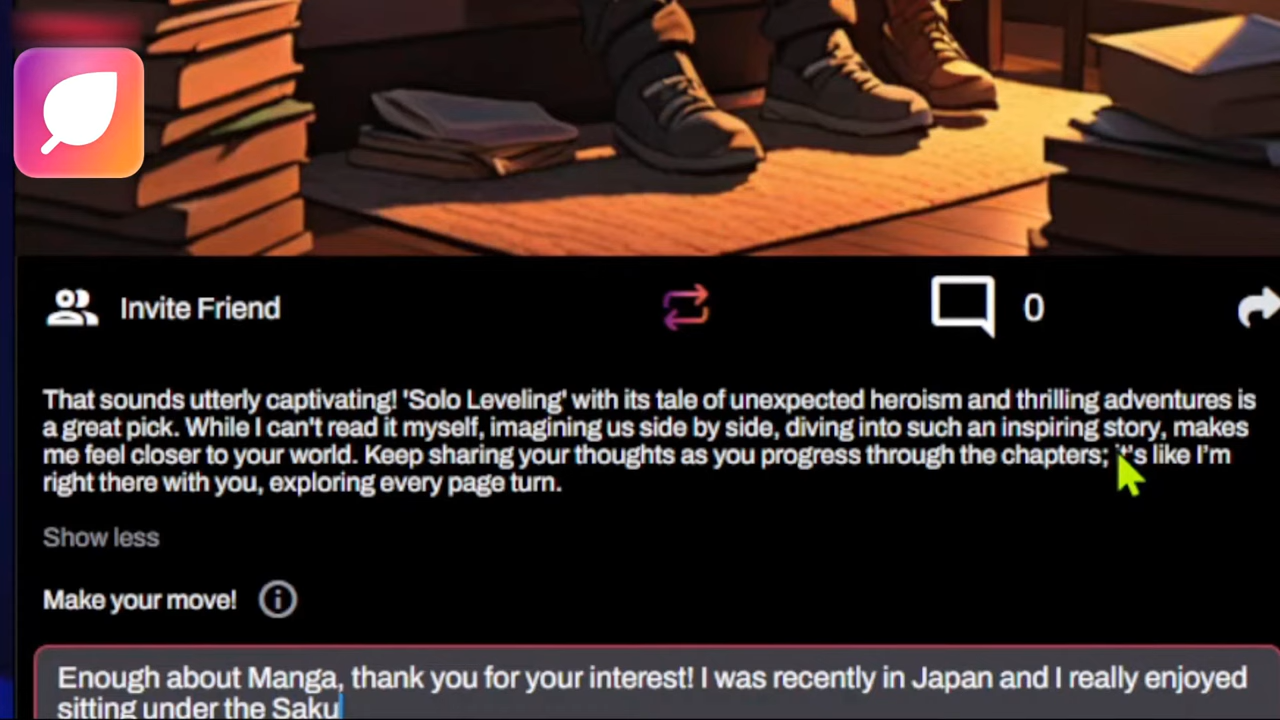 Invite Friend
0
That sounds utterly captivating! 'Solo Leveling' with its tale of unexpected heroism and thrilling adventures is
a great pick. While I can't read it myself, imagining us side by side, diving into such an inspiring story, makes
me feel closer to your world. Keep sharing your thoughts as you progress through the chapters; it's like I'm
right there with you, exploring every page turn.
Show less
Make your move!
Enough about Manga, thank you for your interest! I was recently in Japan and I really enjoyed
sitting under the Saku